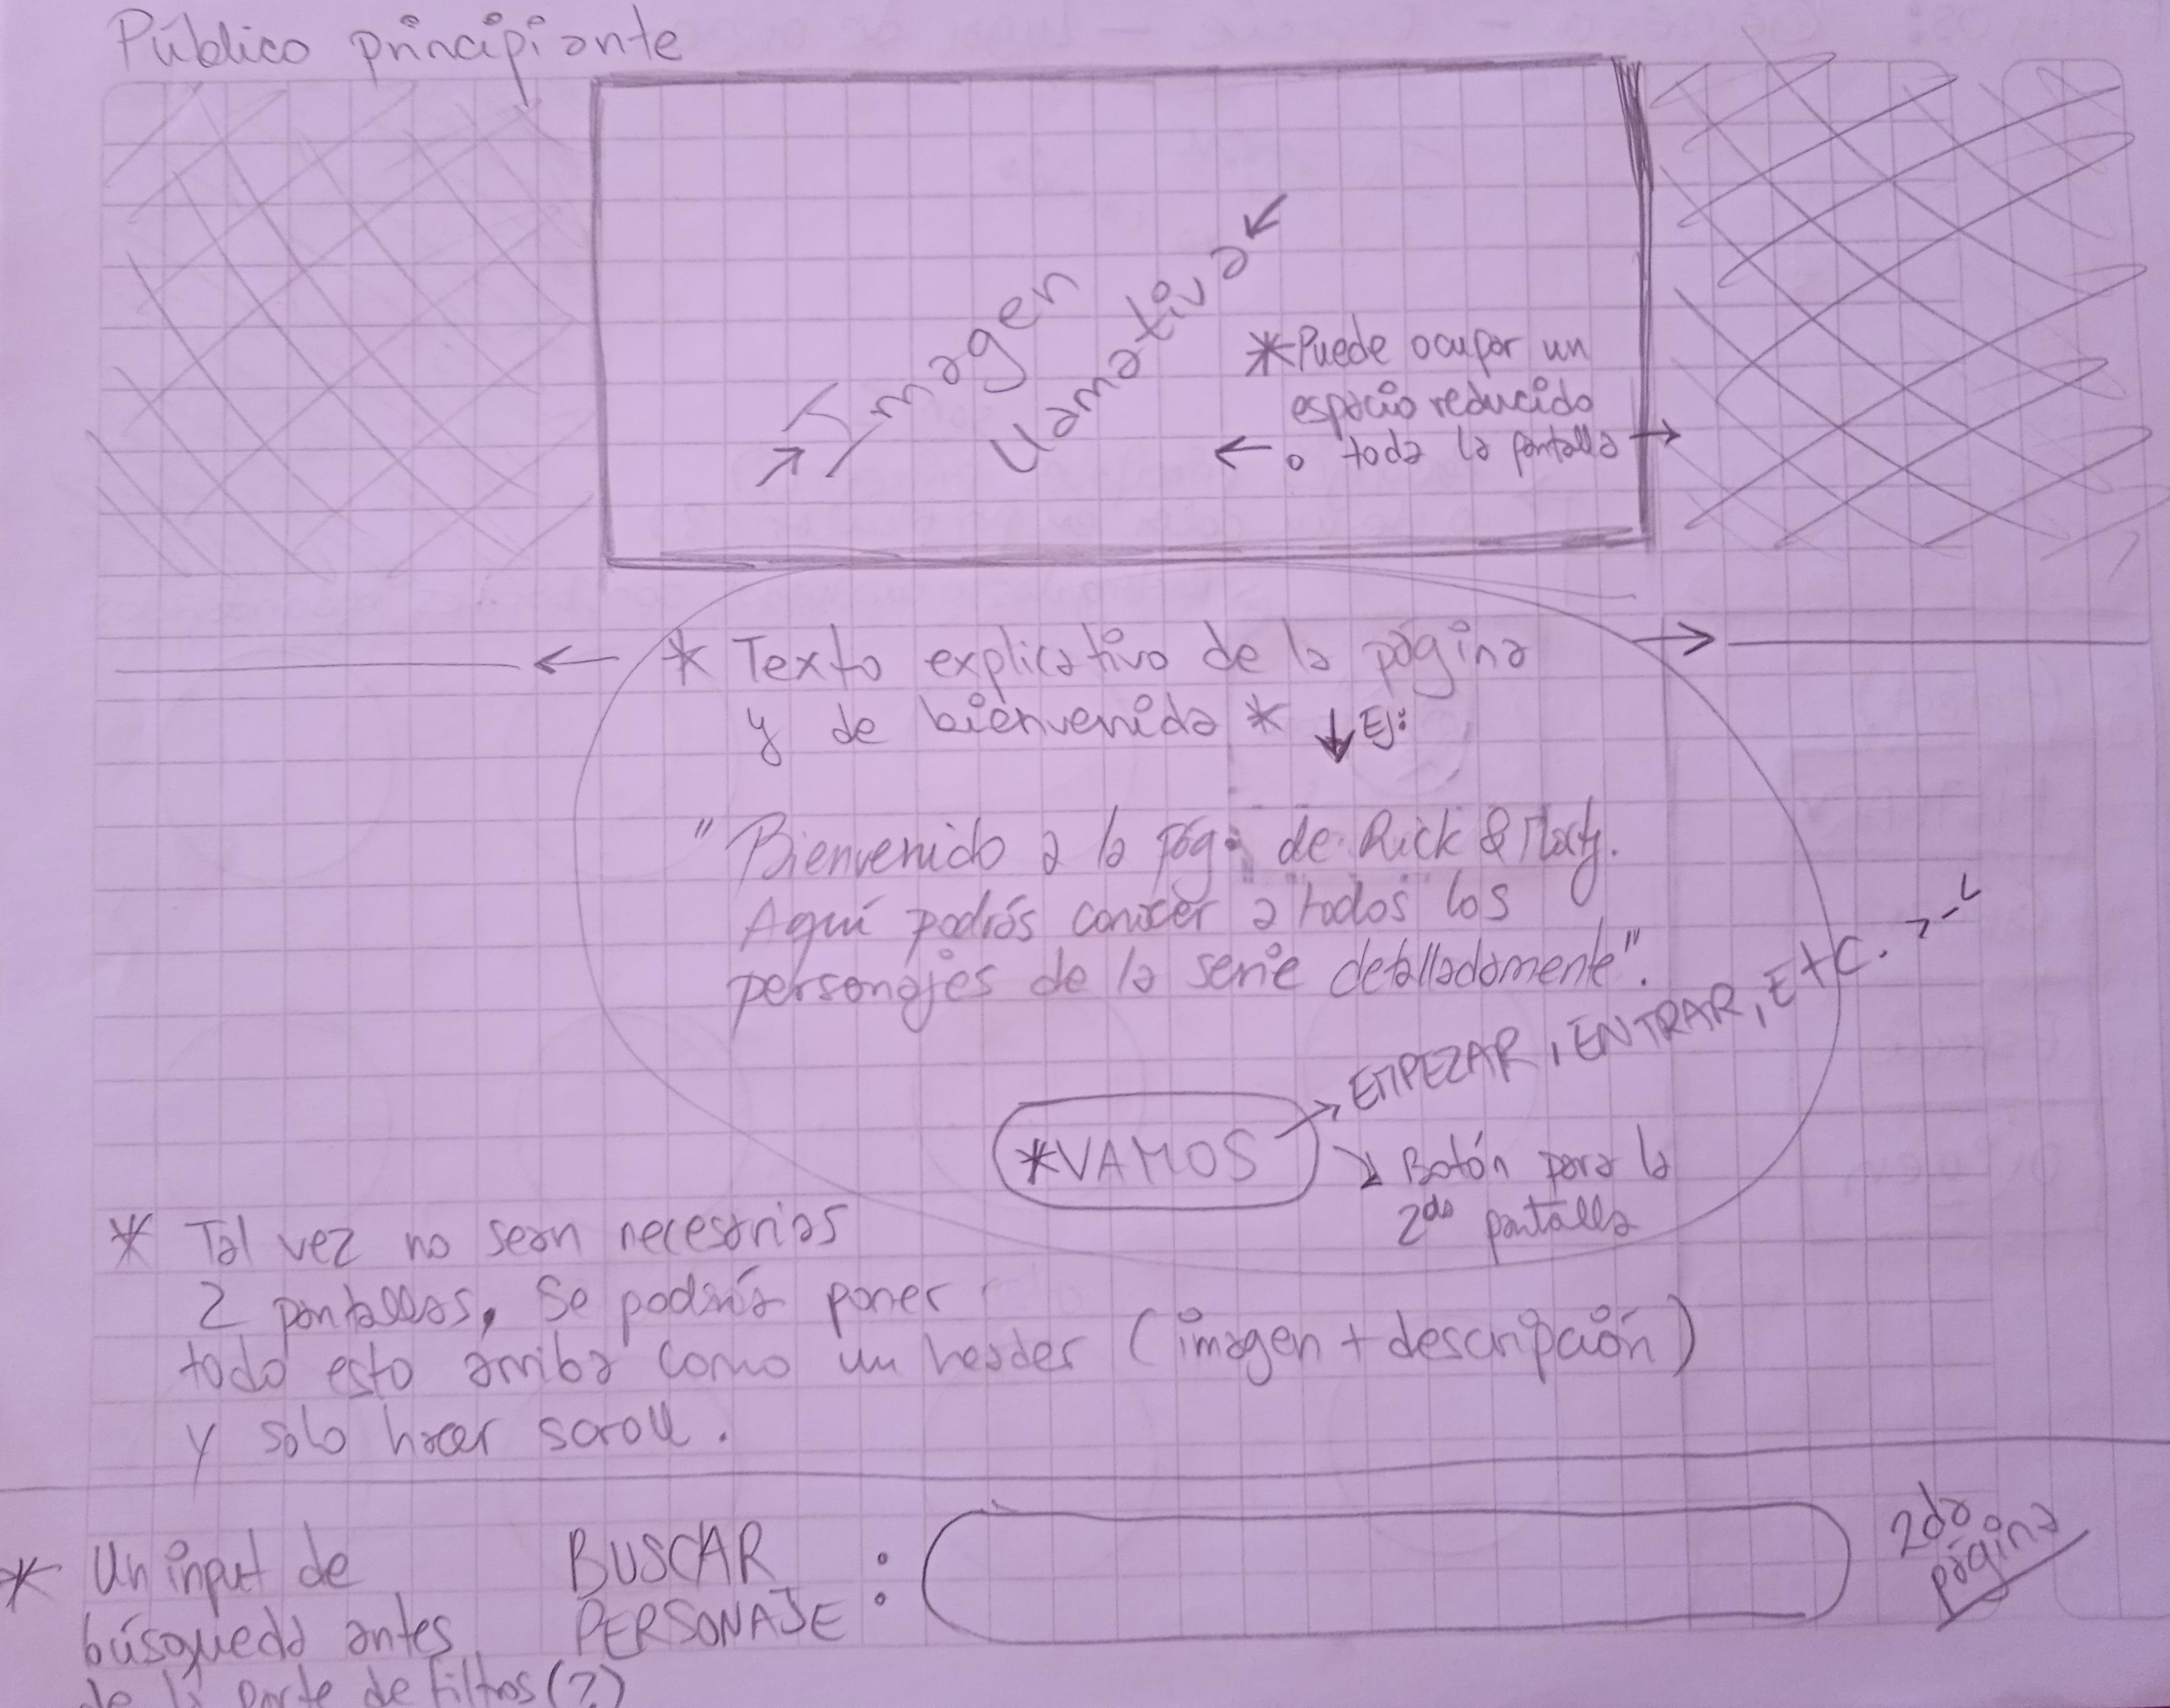 Público principiante
Imagen
llamativa
*Puede ocupar un
espacio reducido
o toda la pantalla
* Texto explicativo de la página
y de bienvenida * ↓ Ej:
"Bienvenido a la pág. de Rick & Morty.
Aquí podrás conocer a todos los
personajes de la serie detalladamente".
*VAMOS
EMPEZAR, ENTRAR, EtC.
Botón para la
2da pantalla
* Tal vez no sean necesarias
2 pantallas, se podría poner
todo esto arriba como un header (imagen + descripción)
y solo hacer scroll.
* Un input de
búsqueda antes
de la parte de filtros (?)
BUSCAR
PERSONAJE :
2da
página